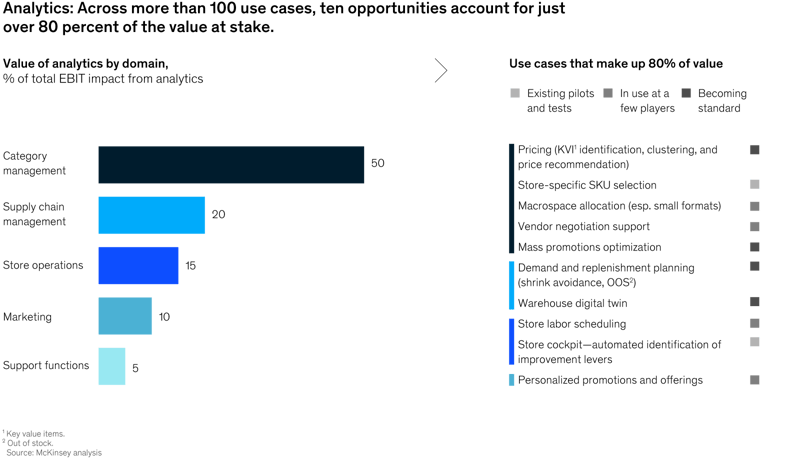 Analytics: Across more than 100 use cases, ten opportunities account for just
over 80 percent of the value at stake.
Value of analytics by domain,
% of total EBIT impact from analytics
Category
management
50
Supply chain
management
20
Store operations
15
Marketing
10
Support functions
5
Use cases that make up 80% of value
Existing pilots
and tests
In use at a
few players
Becoming
standard
Pricing (KVI¹ identification, clustering, and
price recommendation)
Store-specific SKU selection
Macrospace allocation (esp. small formats)
Vendor negotiation support
Mass promotions optimization
Demand and replenishment planning
(shrink avoidance, OOS²)
Warehouse digital twin
Store labor scheduling
Store cockpit—automated identification of
improvement levers
Personalized promotions and offerings
¹ Key value items.
² Out of stock.
Source: McKinsey analysis